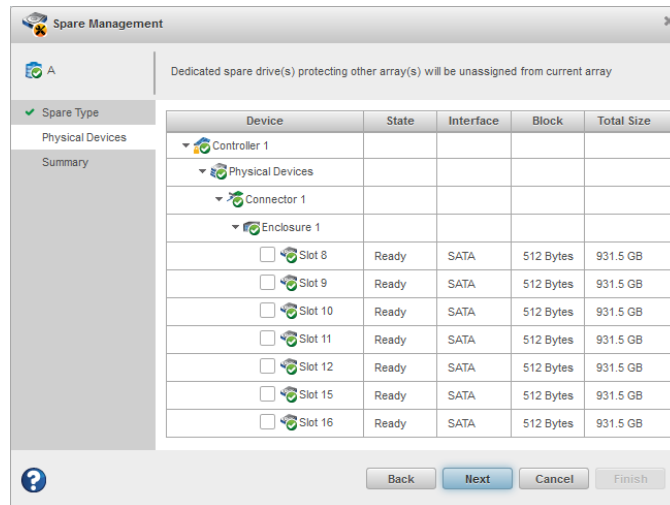 Spare Management
A
Dedicated spare drive(s) protecting other array(s) will be unassigned from current array
Spare Type
Physical Devices
Summary
Device State Interface Block Total Size
Controller 1
Physical Devices
Connector 1
Enclosure 1
Slot 8 Ready SATA 512 Bytes 931.5 GB
Slot 9 Ready SATA 512 Bytes 931.5 GB
Slot 10 Ready SATA 512 Bytes 931.5 GB
Slot 11 Ready SATA 512 Bytes 931.5 GB
Slot 12 Ready SATA 512 Bytes 931.5 GB
Slot 15 Ready SATA 512 Bytes 931.5 GB
Slot 16 Ready SATA 512 Bytes 931.5 GB
? Back Next Cancel Finish